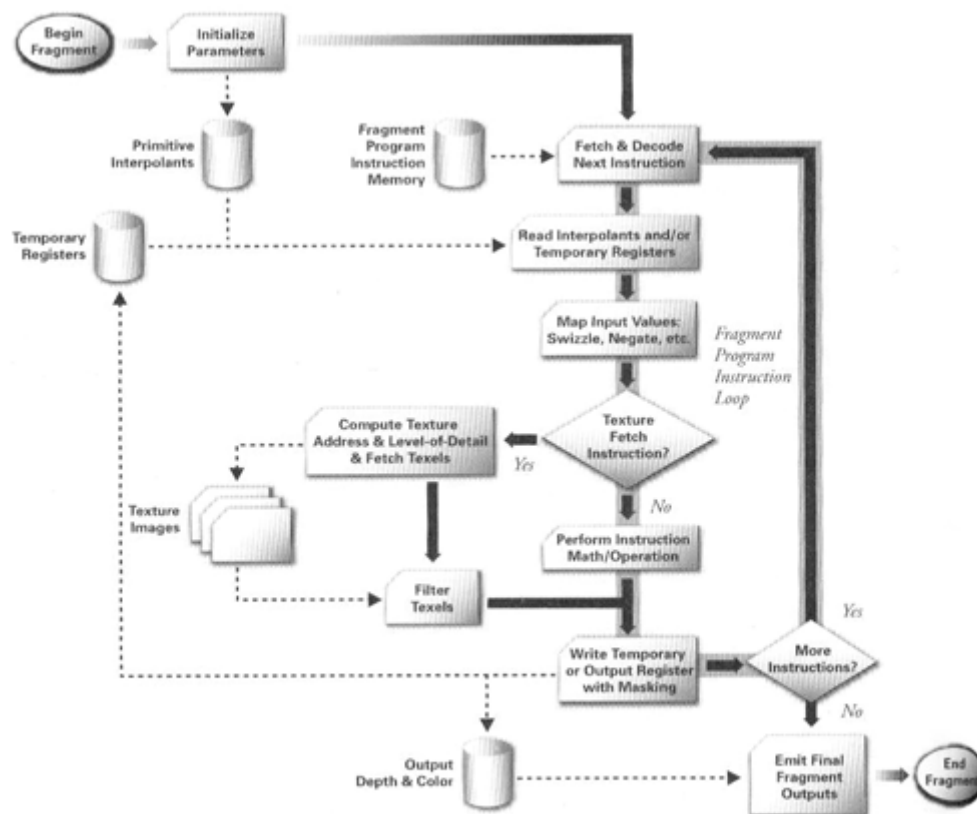 Begin
Fragment
Initialize
Parameters
Primitive
Interpolants
Fragment
Program
Instruction
Memory
Fetch & Decode
Next Instruction
Temporary
Registers
Read Interpolants and/or
Temporary Registers
Map Input Values:
Swizzle, Negate, etc.
Fragment
Program
Instruction
Loop
Compute Texture
Address & Level-of-Detail
& Fetch Texels
Yes
Texture
Fetch
Instruction?
No
Texture
Images
Perform Instruction
Math/Operation
Filter
Texels
Yes
Write Temporary
or Output Register
with Masking
More
Instructions?
No
Output
Depth & Color
Emit Final
Fragment
Outputs
End
Fragment